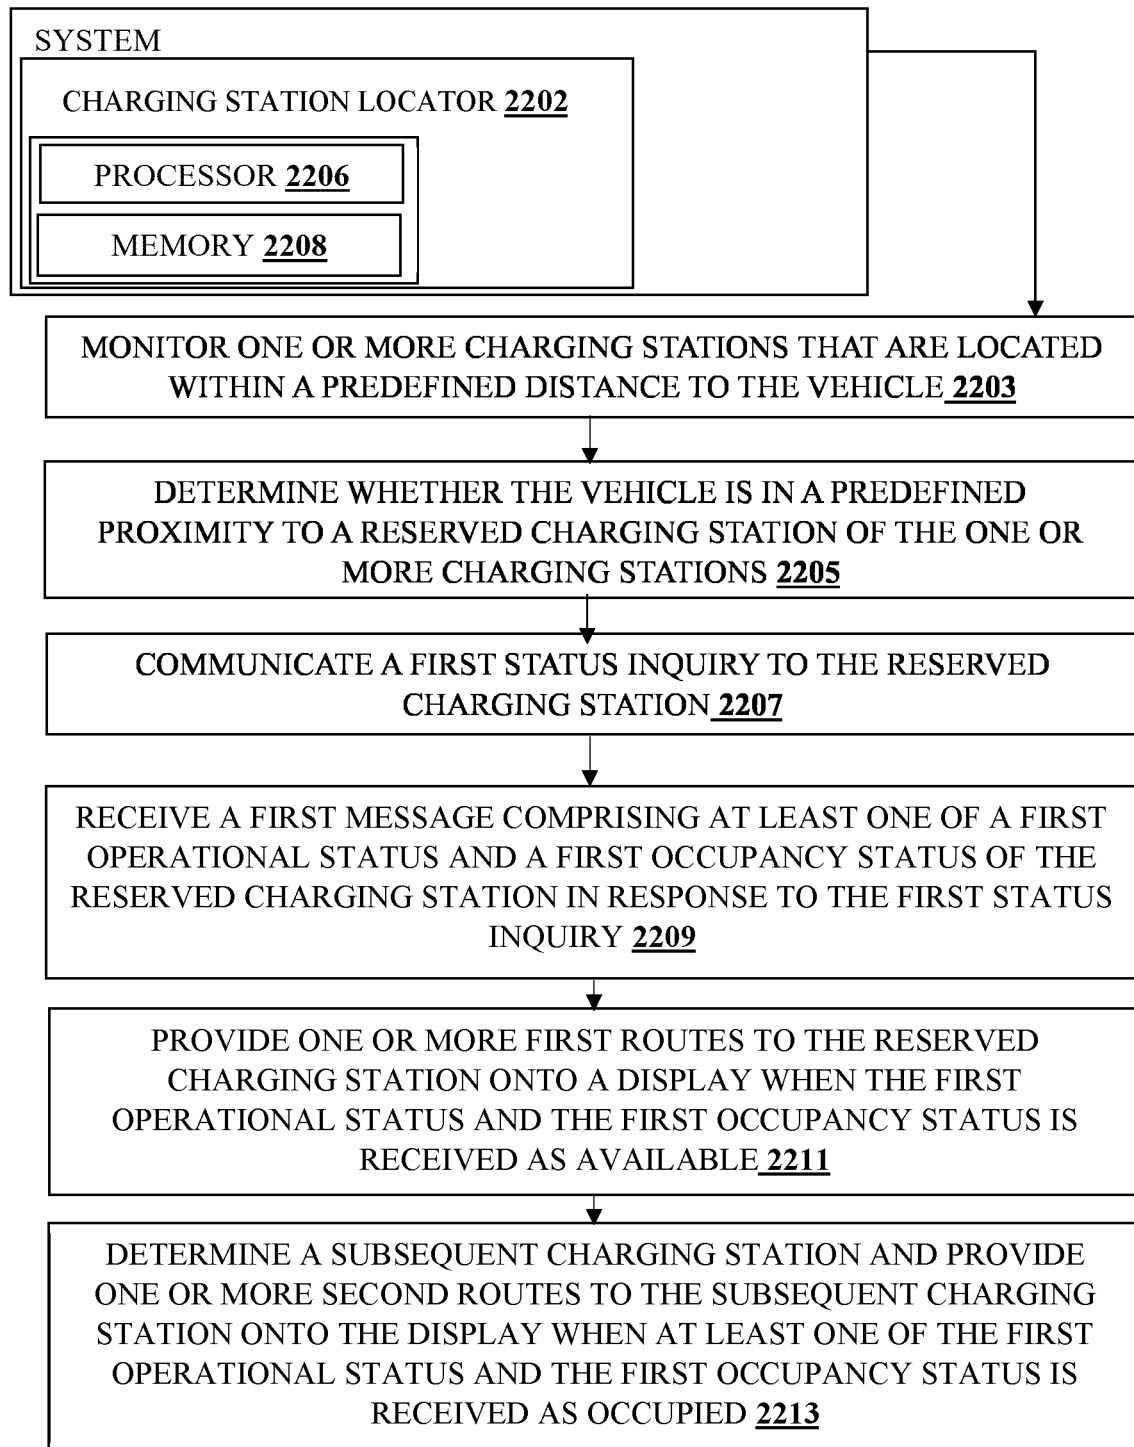 SYSTEM
CHARGING STATION LOCATOR 2202
PROCESSOR 2206
MEMORY 2208
MONITOR ONE OR MORE CHARGING STATIONS THAT ARE LOCATED
WITHIN A PREDEFINED DISTANCE TO THE VEHICLE 2203
DETERMINE WHETHER THE VEHICLE IS IN A PREDEFINED
PROXIMITY TO A RESERVED CHARGING STATION OF THE ONE OR
MORE CHARGING STATIONS 2205
COMMUNICATE A FIRST STATUS INQUIRY TO THE RESERVED
CHARGING STATION 2207
RECEIVE A FIRST MESSAGE COMPRISING AT LEAST ONE OF A FIRST
OPERATIONAL STATUS AND A FIRST OCCUPANCY STATUS OF THE
RESERVED CHARGING STATION IN RESPONSE TO THE FIRST STATUS
INQUIRY 2209
PROVIDE ONE OR MORE FIRST ROUTES TO THE RESERVED
CHARGING STATION ONTO A DISPLAY WHEN THE FIRST
OPERATIONAL STATUS AND THE FIRST OCCUPANCY STATUS IS
RECEIVED AS AVAILABLE 2211
DETERMINE A SUBSEQUENT CHARGING STATION AND PROVIDE
ONE OR MORE SECOND ROUTES TO THE SUBSEQUENT CHARGING
STATION ONTO THE DISPLAY WHEN AT LEAST ONE OF THE FIRST
OPERATIONAL STATUS AND THE FIRST OCCUPANCY STATUS IS
RECEIVED AS OCCUPIED 2213